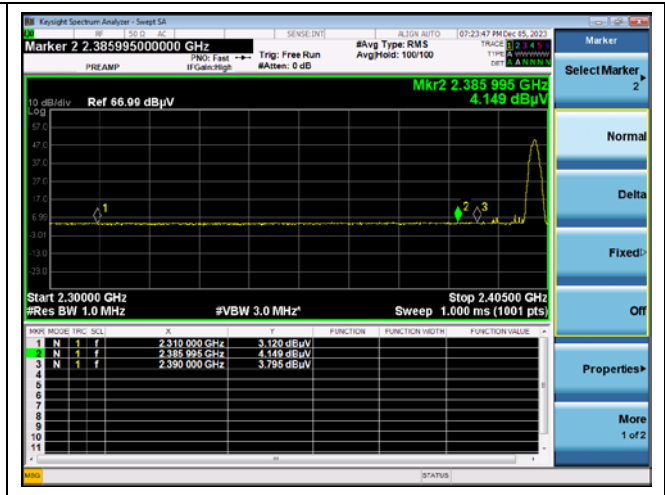 Keysight Spectrum Analyzer - Swept SA
RF 50 Ω AC SENSE:INT ALIGN AUTO 07:23:47 PM Dec 05, 2023
Marker 2 2.385995000000 GHz
PREAMP
PNO: Fast
IFGain:High
Trig: Free Run
#Atten: 0 dB
#Avg Type: RMS
Avg|Hold: 100/100
TRACE 1 2 3 4 5 6
TYPE A WWWWW
DET A A N N N N
Mkr2 2.385 995 GHz
4.149 dBµV
10 dB/div Ref 66.99 dBµV
Log
57.0
47.0
37.0
27.0
17.0
6.99
-3.01
-13.0
-23.0
1
2
3
Start 2.30000 GHz
Stop 2.40500 GHz
#Res BW 1.0 MHz
#VBW 3.0 MHz*
Sweep 1.000 ms (1001 pts)
MKR MODE TRC SCL X Y FUNCTION FUNCTION WIDTH FUNCTION VALUE
1 N 1 f 2.310 000 GHz 3.120 dBuV
2 N 1 f 2.385 995 GHz 4.149 dBuV
3 N 1 f 2.390 000 GHz 3.795 dBuV
4
5
6
7
8
9
10
11
MSG
STATUS
Marker
Select Marker
2
Normal
Delta
Fixed
Off
Properties
More
1 of 2